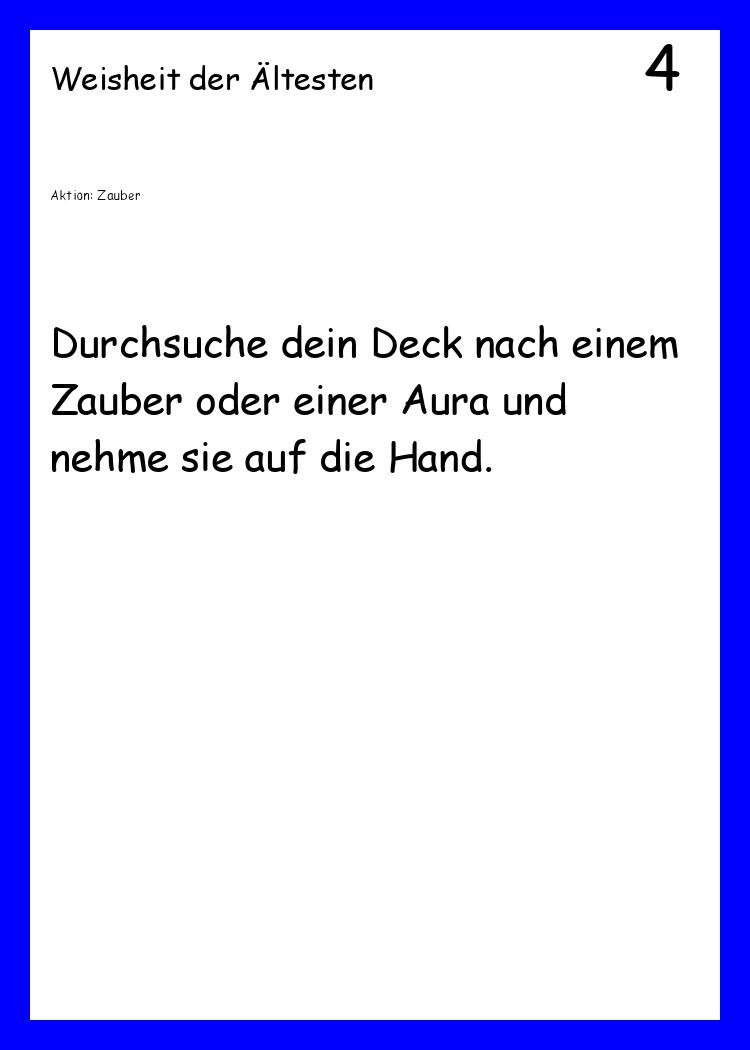 Weisheit der Ältesten
4
Aktion: Zauber
Durchsuche dein Deck nach einem
Zauber oder einer Aura und
nehme sie auf die Hand.